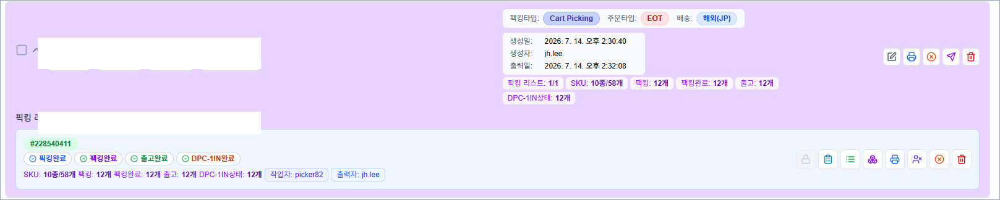 팩킹타입: Cart Picking 주문타입: EOT 배송: 해외(JP)
생성일: 2026. 7. 14. 오후 2:30:40
생성자: jh.lee
출력일: 2026. 7. 14. 오후 2:32:08
픽킹 리스트: 1/1 SKU: 10종/58개 팩킹: 12개 팩킹완료: 12개 출고: 12개
DPC-1IN상태: 12개
픽킹
#228540411
픽킹완료 팩킹완료 출고완료 DPC-1IN완료
SKU: 10종/58개 팩킹: 12개 팩킹완료: 12개 출고: 12개 DPC-1IN상태: 12개 작업자: picker82 출력자: jh.lee